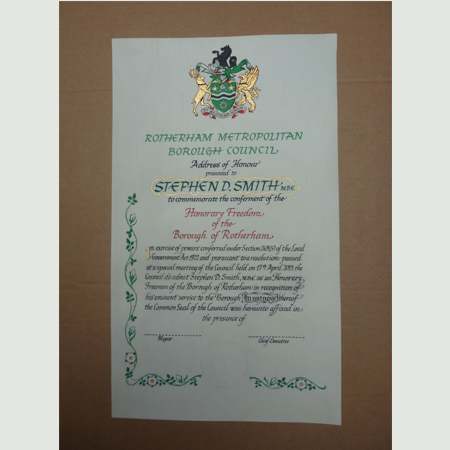 ROTHERHAM METROPOLITAN
BOROUGH COUNCIL
Address of Honour
presented to
STEPHEN D. SMITH, M.B.E.
to commemorate the conferment of the
Honorary Freedom
of the
Borough of Rotherham
in exercise of powers conferred under Section 249(5) of the Local
Government Act 1972 and pursuant to a resolution passed
at a special meeting of the Council held on April 2013 the
Council do admit Stephen D. Smith, M.B.E. as an Honorary
Freeman of the Borough of Rotherham in recognition of
his eminent service to the Borough In witness thereof
the Common Seal of the Council was hereunto affixed in
the presence of
Mayor
Chief Executive